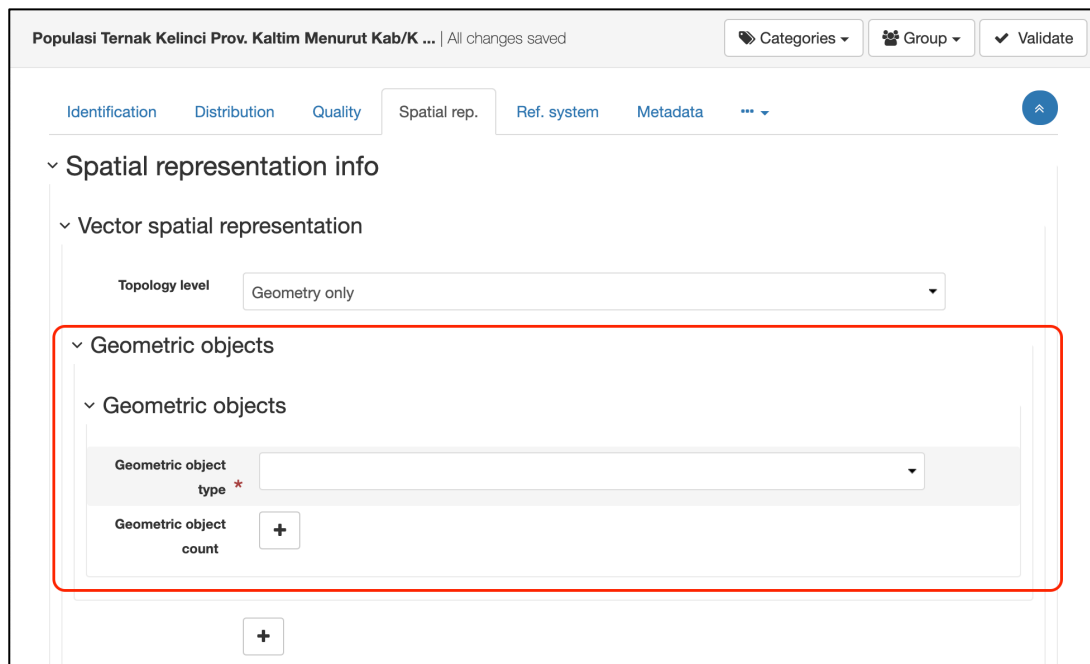 Populasi Ternak Kelinci Prov. Kaltim Menurut Kab/K ... | All changes saved
Categories
Group
Validate
Identification
Distribution
Quality
Spatial rep.
Ref. system
Metadata
Spatial representation info
Vector spatial representation
Topology level
Geometry only
Geometric objects
Geometric objects
Geometric object
type *
Geometric object
count